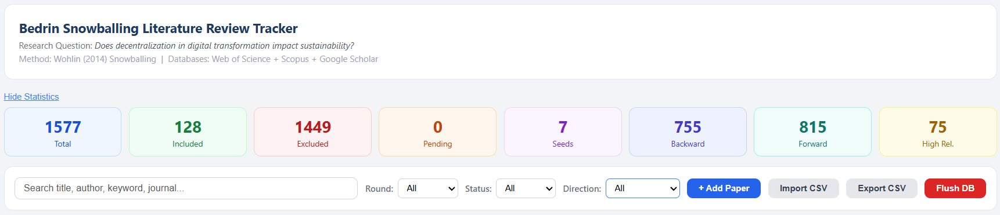 Bedrin Snowballing Literature Review Tracker
Research Question: Does decentralization in digital transformation impact sustainability?
Method: Wohlin (2014) Snowballing | Databases: Web of Science + Scopus + Google Scholar
Hide Statistics
1577 128 1449 0 7 755 815 75
Total Included Excluded Pending Seeds Backward Forward High Rel.
Search title, author, keyword, journal... Round: All Status: All Direction: All + Add Paper Import CSV Export CSV Flush DB